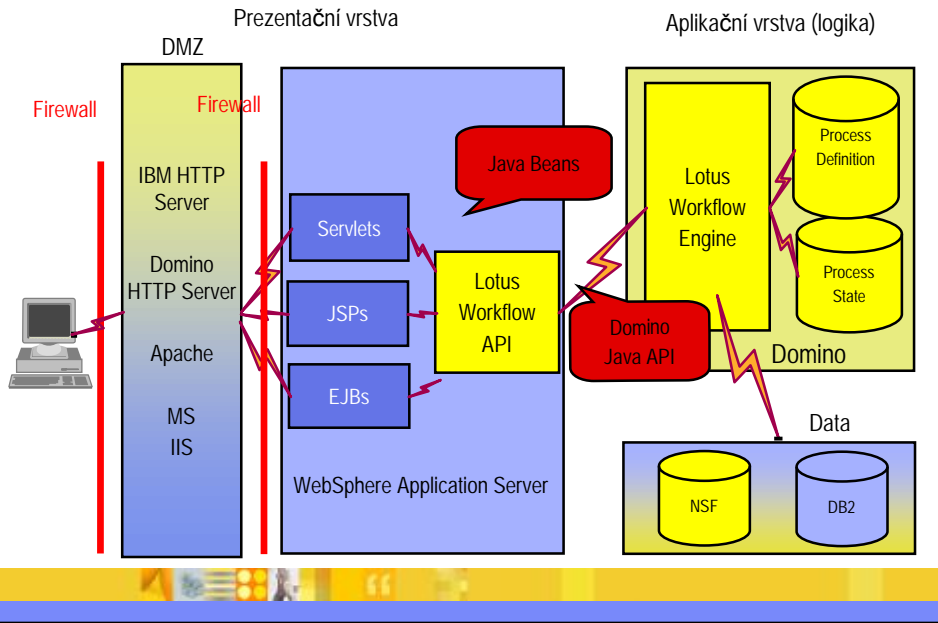 Prezentační vrstva
Aplikační vrstva (logika)
DMZ
Firewall
Firewall
IBM HTTP
Server
Domino
HTTP Server
Apache
MS
IIS
Servlets
JSPs
EJBs
Java Beans
Lotus
Workflow
API
WebSphere Application Server
Domino
Java API
Lotus
Workflow
Engine
Process
Definition
Process
State
Domino
Data
NSF
DB2